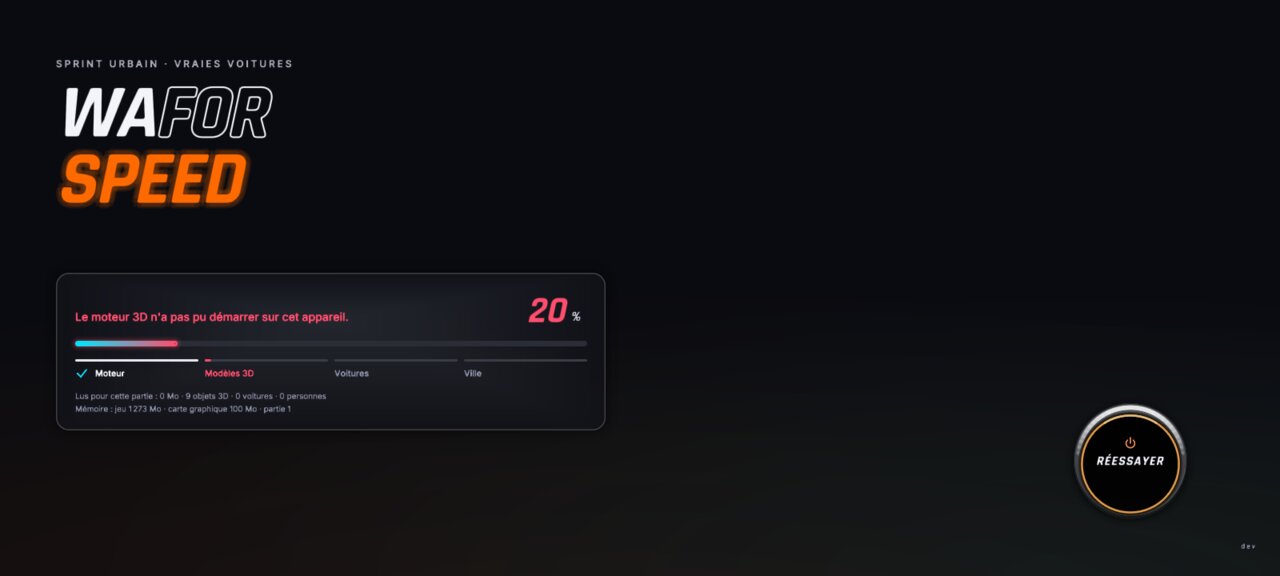 SPRINT URBAIN · VRAIES VOITURES
WAFOR
SPEED
Le moteur 3D n'a pas pu démarrer sur cet appareil.
20 %
Moteur
Modèles 3D
Voitures
Ville
Lus pour cette partie : 0 Mo · 9 objets 3D · 0 voitures · 0 personnes
Mémoire : jeu 1 273 Mo · carte graphique 100 Mo · partie 1
RÉESSAYER
dev